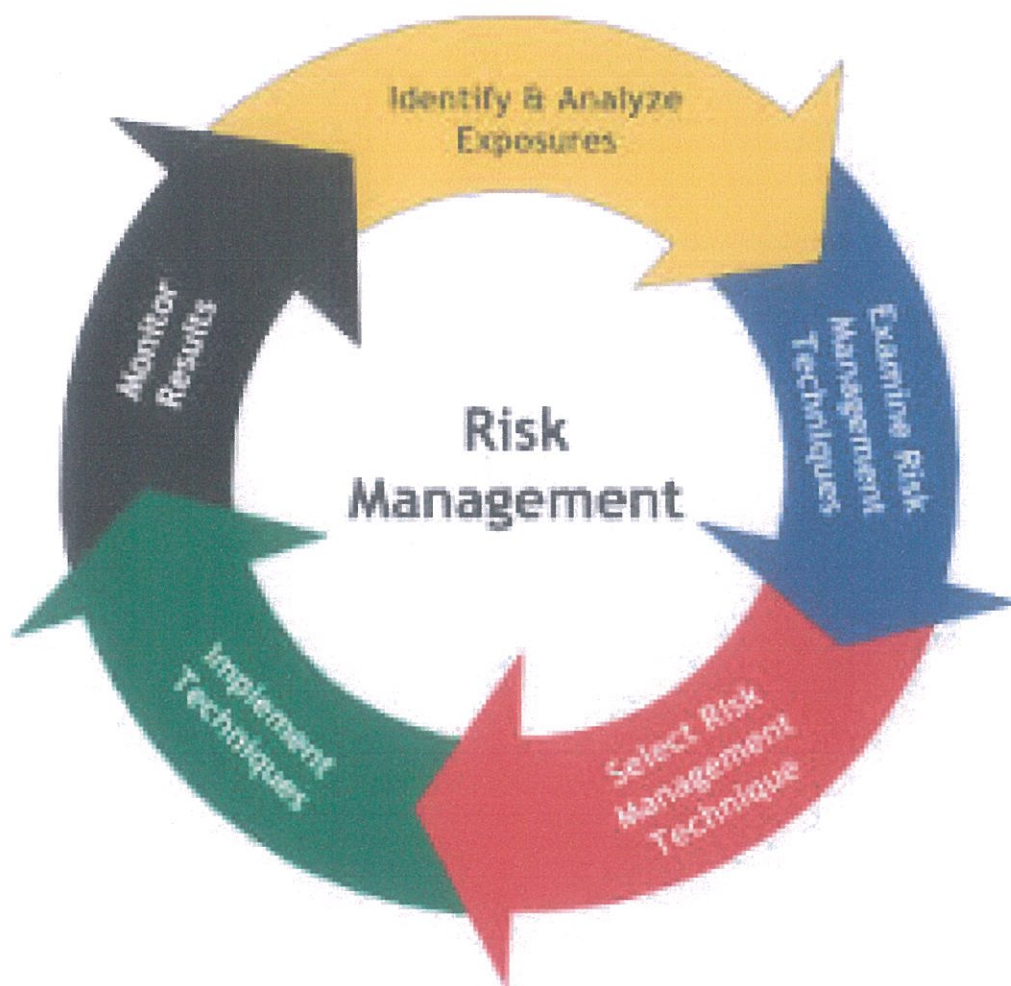 Identify & Analyze
Exposures
Examine Risk
Management
Techniques
Select Risk
Management
Technique
Implement
Techniques
Monitor
Results
Risk
Management